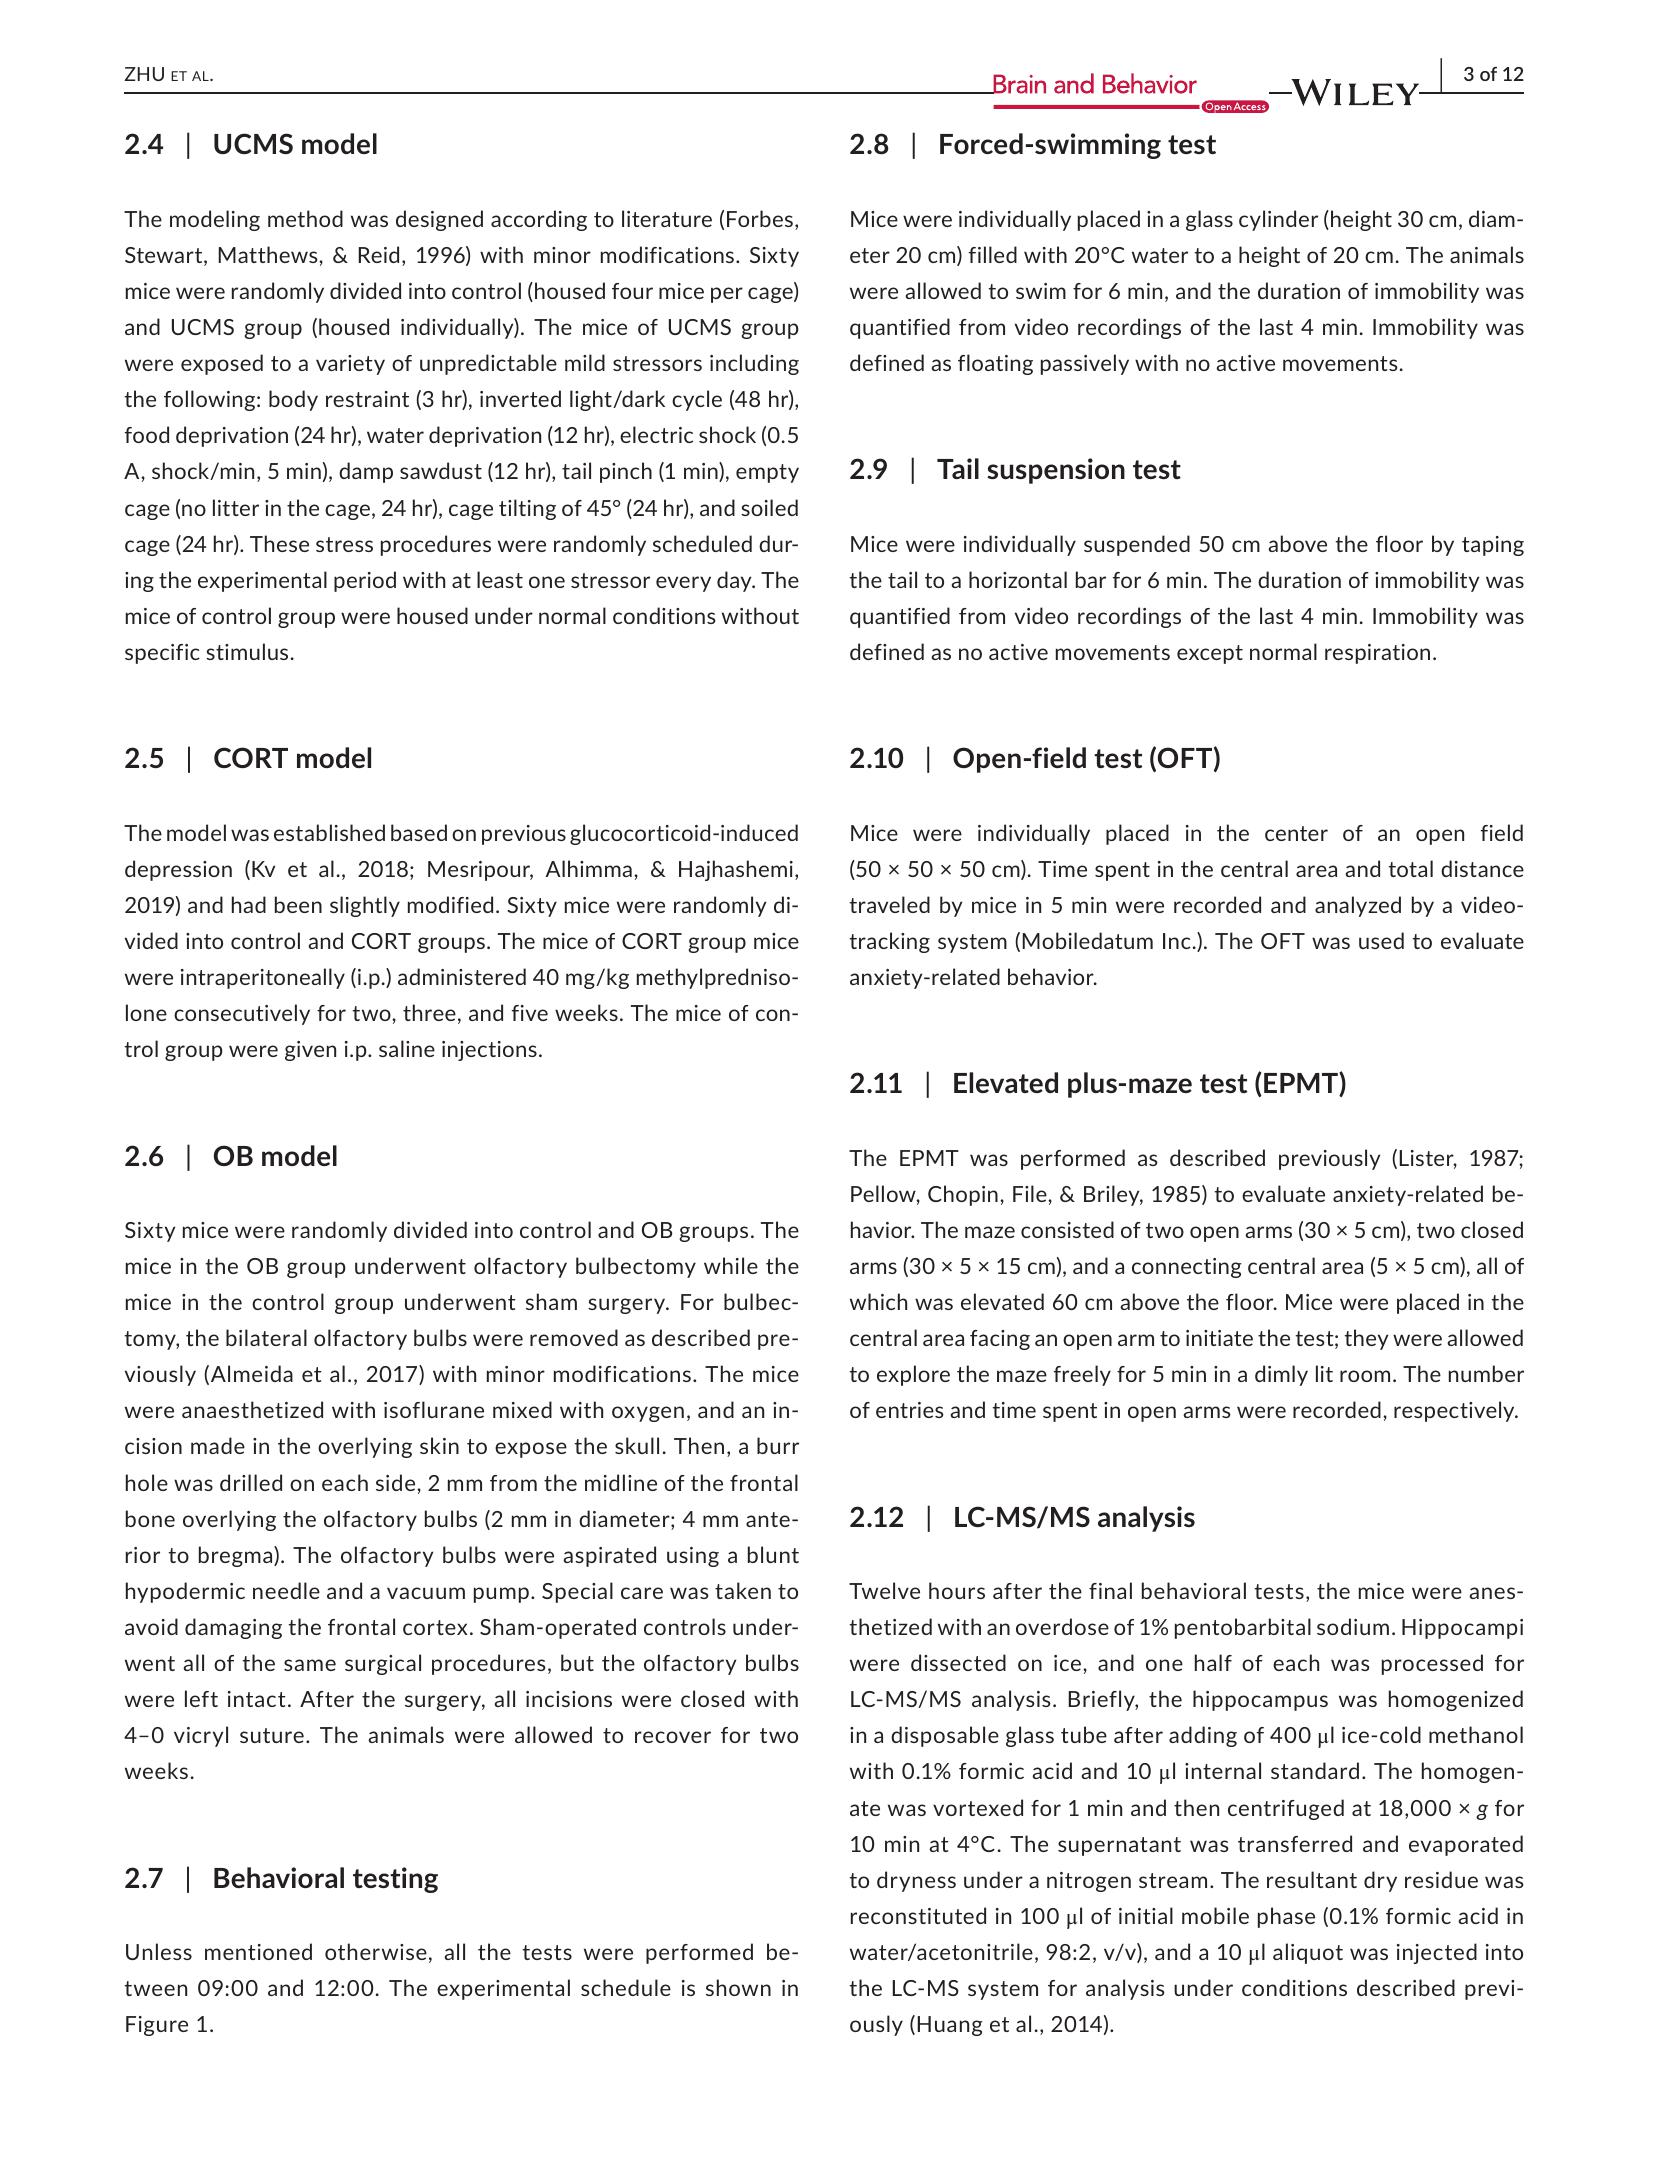 ZHU ET AL.
Brain and Behavior
Open Access
WILEY
3 of 12
2.4 | UCMS model
The modeling method was designed according to literature (Forbes,
Stewart, Matthews, & Reid, 1996) with minor modifications. Sixty
mice were randomly divided into control (housed four mice per cage)
and UCMS group (housed individually). The mice of UCMS group
were exposed to a variety of unpredictable mild stressors including
the following: body restraint (3 hr), inverted light/dark cycle (48 hr),
food deprivation (24 hr), water deprivation (12 hr), electric shock (0.5
A, shock/min, 5 min), damp sawdust (12 hr), tail pinch (1 min), empty
cage (no litter in the cage, 24 hr), cage tilting of 45° (24 hr), and soiled
cage (24 hr). These stress procedures were randomly scheduled dur-
ing the experimental period with at least one stressor every day. The
mice of control group were housed under normal conditions without
specific stimulus.
2.5 | CORT model
The model was established based on previous glucocorticoid-induced
depression (Kv et al., 2018; Mesripour, Alhimma, & Hajhashemi,
2019) and had been slightly modified. Sixty mice were randomly di-
vided into control and CORT groups. The mice of CORT group mice
were intraperitoneally (i.p.) administered 40 mg/kg methylpredniso-
lone consecutively for two, three, and five weeks. The mice of con-
trol group were given i.p. saline injections.
2.6 | OB model
Sixty mice were randomly divided into control and OB groups. The
mice in the OB group underwent olfactory bulbectomy while the
mice in the control group underwent sham surgery. For bulbec-
tomy, the bilateral olfactory bulbs were removed as described pre-
viously (Almeida et al., 2017) with minor modifications. The mice
were anaesthetized with isoflurane mixed with oxygen, and an in-
cision made in the overlying skin to expose the skull. Then, a burr
hole was drilled on each side, 2 mm from the midline of the frontal
bone overlying the olfactory bulbs (2 mm in diameter; 4 mm ante-
rior to bregma). The olfactory bulbs were aspirated using a blunt
hypodermic needle and a vacuum pump. Special care was taken to
avoid damaging the frontal cortex. Sham-operated controls under-
went all of the same surgical procedures, but the olfactory bulbs
were left intact. After the surgery, all incisions were closed with
4–0 vicryl suture. The animals were allowed to recover for two
weeks.
2.7 | Behavioral testing
Unless mentioned otherwise, all the tests were performed be-
tween 09:00 and 12:00. The experimental schedule is shown in
Figure 1.
2.8 | Forced-swimming test
Mice were individually placed in a glass cylinder (height 30 cm, diam-
eter 20 cm) filled with 20°C water to a height of 20 cm. The animals
were allowed to swim for 6 min, and the duration of immobility was
quantified from video recordings of the last 4 min. Immobility was
defined as floating passively with no active movements.
2.9 | Tail suspension test
Mice were individually suspended 50 cm above the floor by taping
the tail to a horizontal bar for 6 min. The duration of immobility was
quantified from video recordings of the last 4 min. Immobility was
defined as no active movements except normal respiration.
2.10 | Open-field test (OFT)
Mice were individually placed in the center of an open field
(50 × 50 × 50 cm). Time spent in the central area and total distance
traveled by mice in 5 min were recorded and analyzed by a video-
tracking system (Mobiledatum Inc.). The OFT was used to evaluate
anxiety-related behavior.
2.11 | Elevated plus-maze test (EPMT)
The EPMT was performed as described previously (Lister, 1987;
Pellow, Chopin, File, & Briley, 1985) to evaluate anxiety-related be-
havior. The maze consisted of two open arms (30 × 5 cm), two closed
arms (30 × 5 × 15 cm), and a connecting central area (5 × 5 cm), all of
which was elevated 60 cm above the floor. Mice were placed in the
central area facing an open arm to initiate the test; they were allowed
to explore the maze freely for 5 min in a dimly lit room. The number
of entries and time spent in open arms were recorded, respectively.
2.12 | LC-MS/MS analysis
Twelve hours after the final behavioral tests, the mice were anes-
thetized with an overdose of 1% pentobarbital sodium. Hippocampi
were dissected on ice, and one half of each was processed for
LC-MS/MS analysis. Briefly, the hippocampus was homogenized
in a disposable glass tube after adding of 400 μl ice-cold methanol
with 0.1% formic acid and 10 μl internal standard. The homogen-
ate was vortexed for 1 min and then centrifuged at 18,000 × g for
10 min at 4°C. The supernatant was transferred and evaporated
to dryness under a nitrogen stream. The resultant dry residue was
reconstituted in 100 μl of initial mobile phase (0.1% formic acid in
water/acetonitrile, 98:2, v/v), and a 10 μl aliquot was injected into
the LC-MS system for analysis under conditions described previ-
ously (Huang et al., 2014).